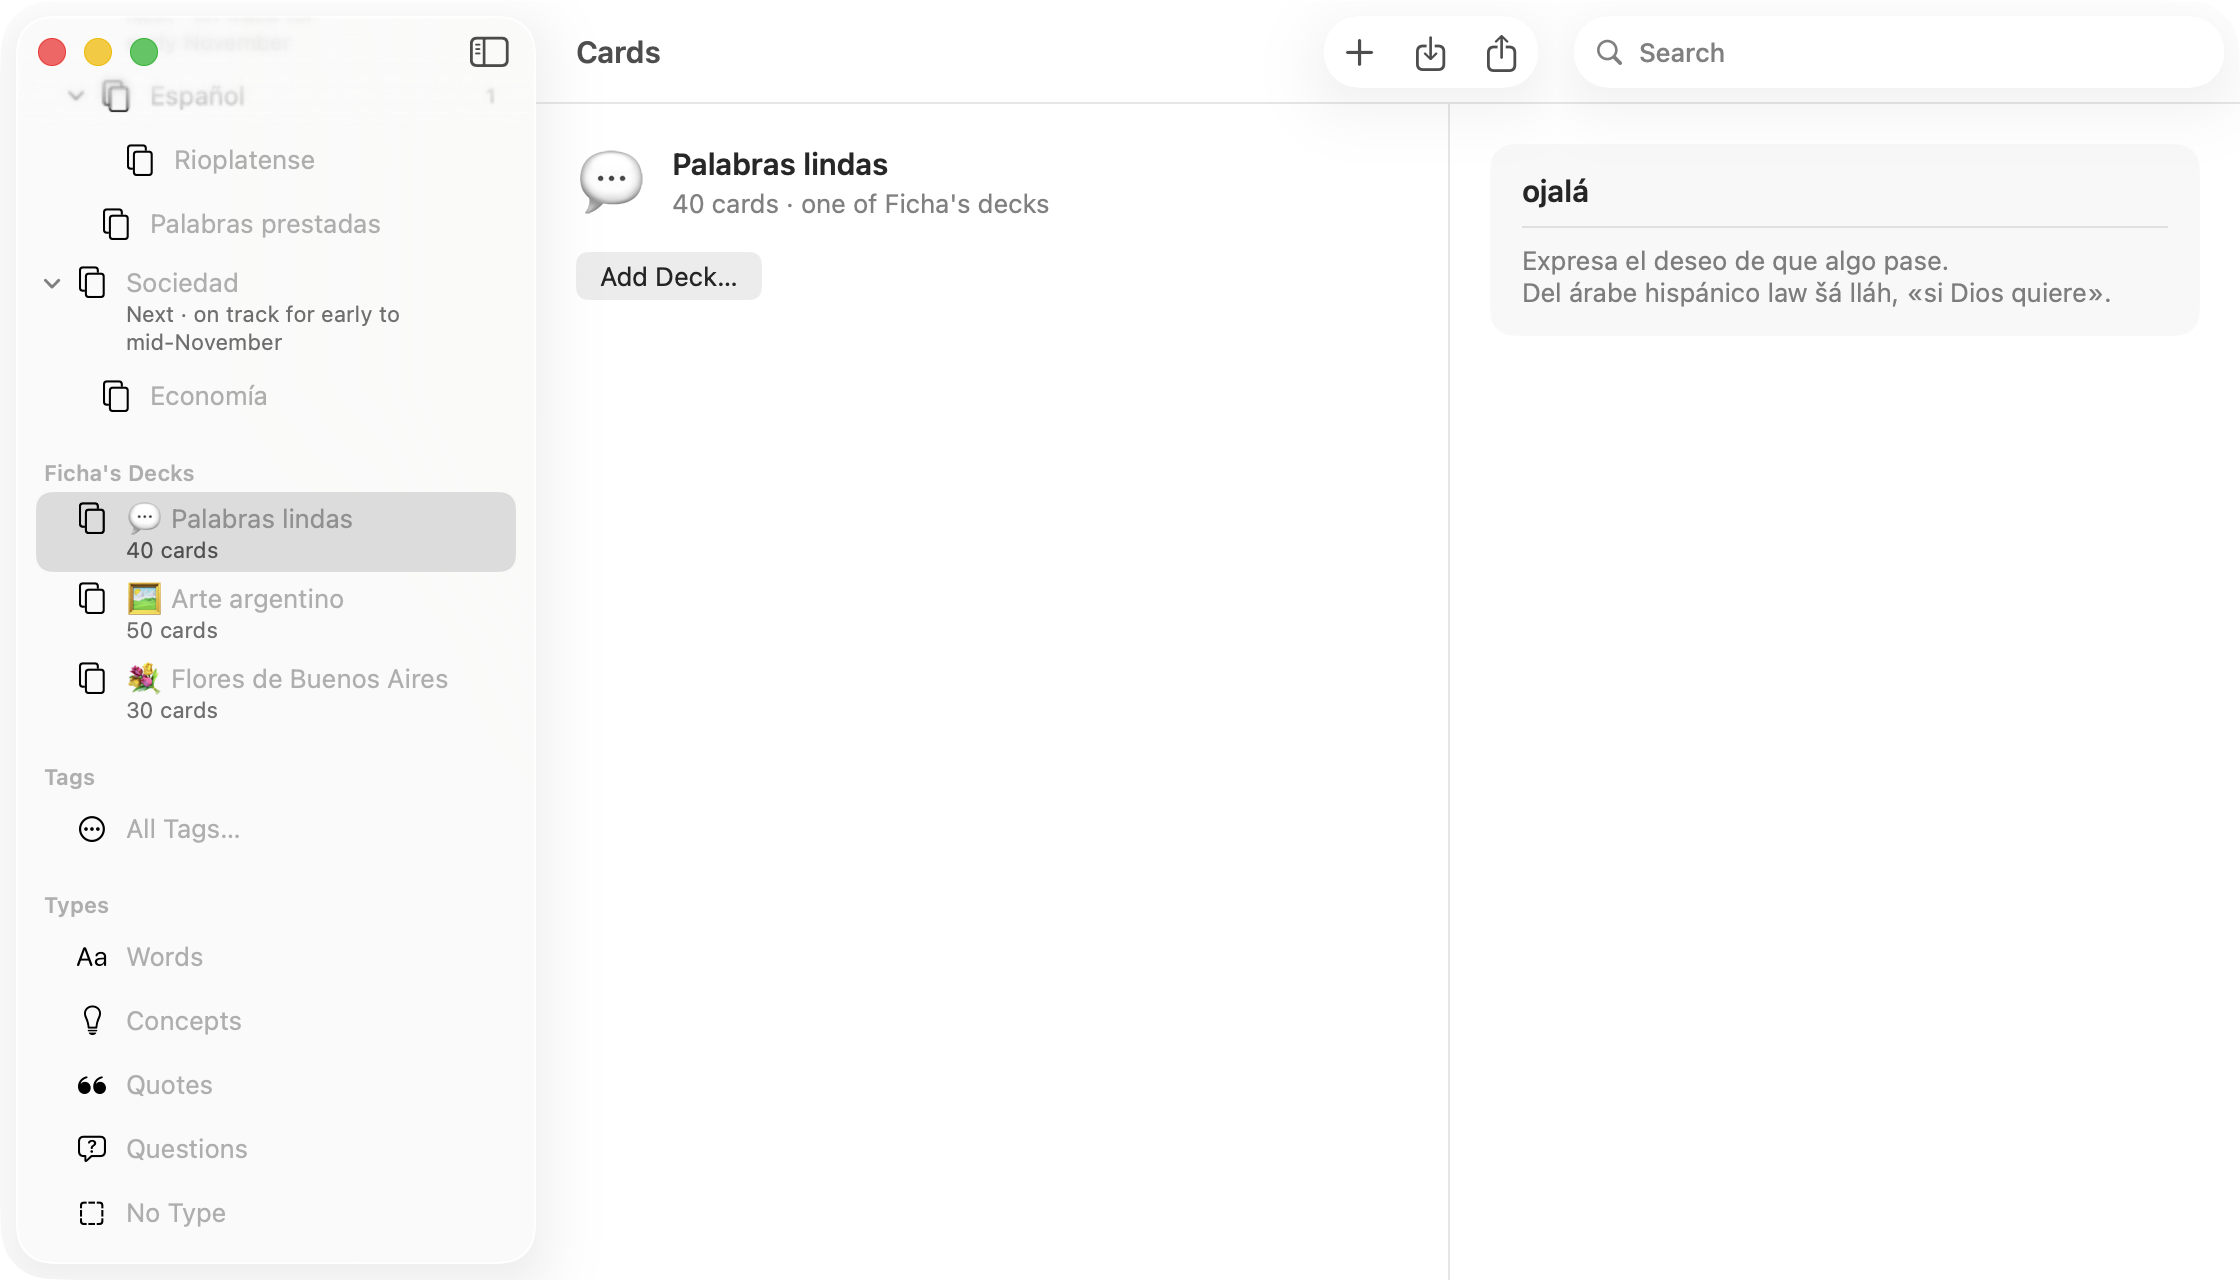 Cards
Search
Español 1
Rioplatense
Palabras prestadas
Sociedad
Next · on track for early to
mid-November
Economía
Ficha's Decks
Palabras lindas
40 cards
Arte argentino
50 cards
Flores de Buenos Aires
30 cards
Tags
All Tags...
Types
Aa Words
Concepts
Quotes
Questions
No Type
Palabras lindas
40 cards · one of Ficha's decks
Add Deck...
ojalá
Expresa el deseo de que algo pase.
Del árabe hispánico law šá lláh, «si Dios quiere».